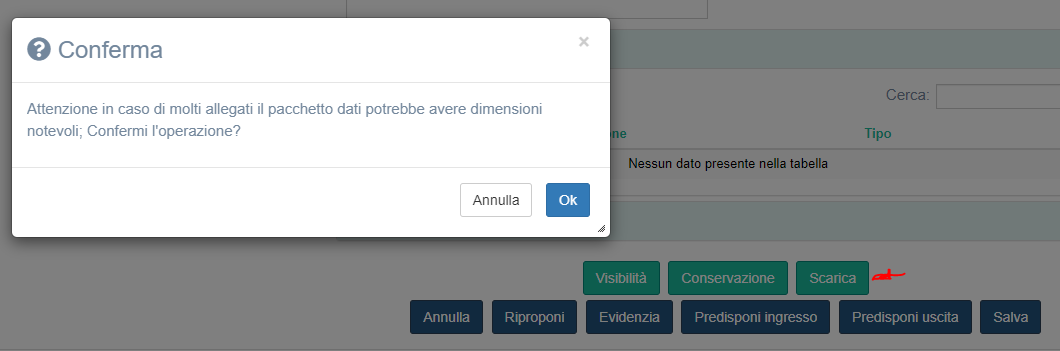 Conferma
×
Attenzione in caso di molti allegati il pacchetto dati potrebbe avere dimensioni
notevoli; Confermi l'operazione?
Annulla Ok
Cerca:
ne Tipo
Nessun dato presente nella tabella
Visibilità Conservazione Scarica
Annulla Riproponi Evidenzia Predisponi ingresso Predisponi uscita Salva